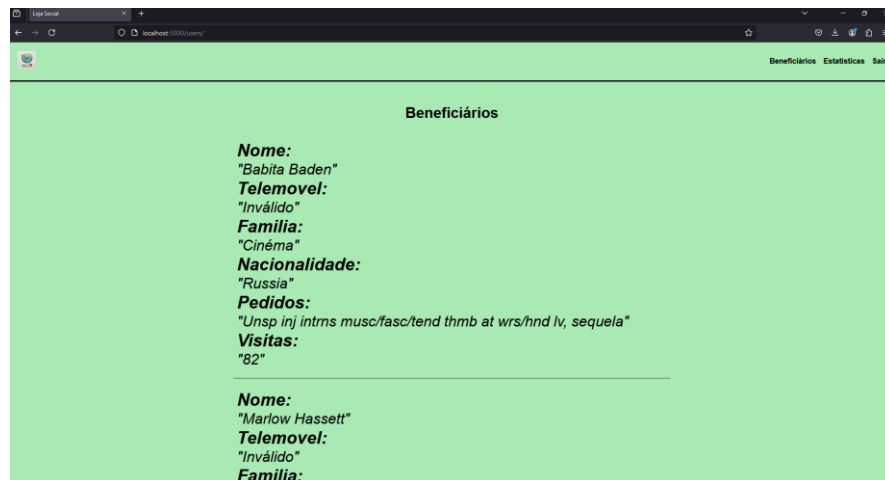 Loja Social
localhost:3000/users/
Beneficiários Estatisticas Sair
Beneficiários
Nome:
"Babita Baden"
Telemovel:
"Inválido"
Familia:
"Cinéma"
Nacionalidade:
"Russia"
Pedidos:
"Unsp inj intrns musc/fasc/tend thmb at wrs/hnd lv, sequela"
Visitas:
"82"
Nome:
"Marlow Hassett"
Telemovel:
"Inválido"
Familia: